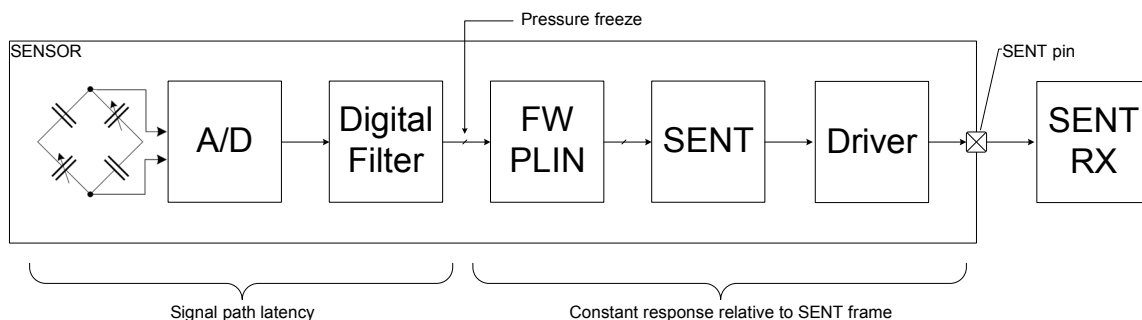 Pressure freeze
SENSOR
SENT pin
A/D
Digital
Filter
FW
PLIN
SENT
Driver
SENT
RX
Signal path latency
Constant response relative to SENT frame